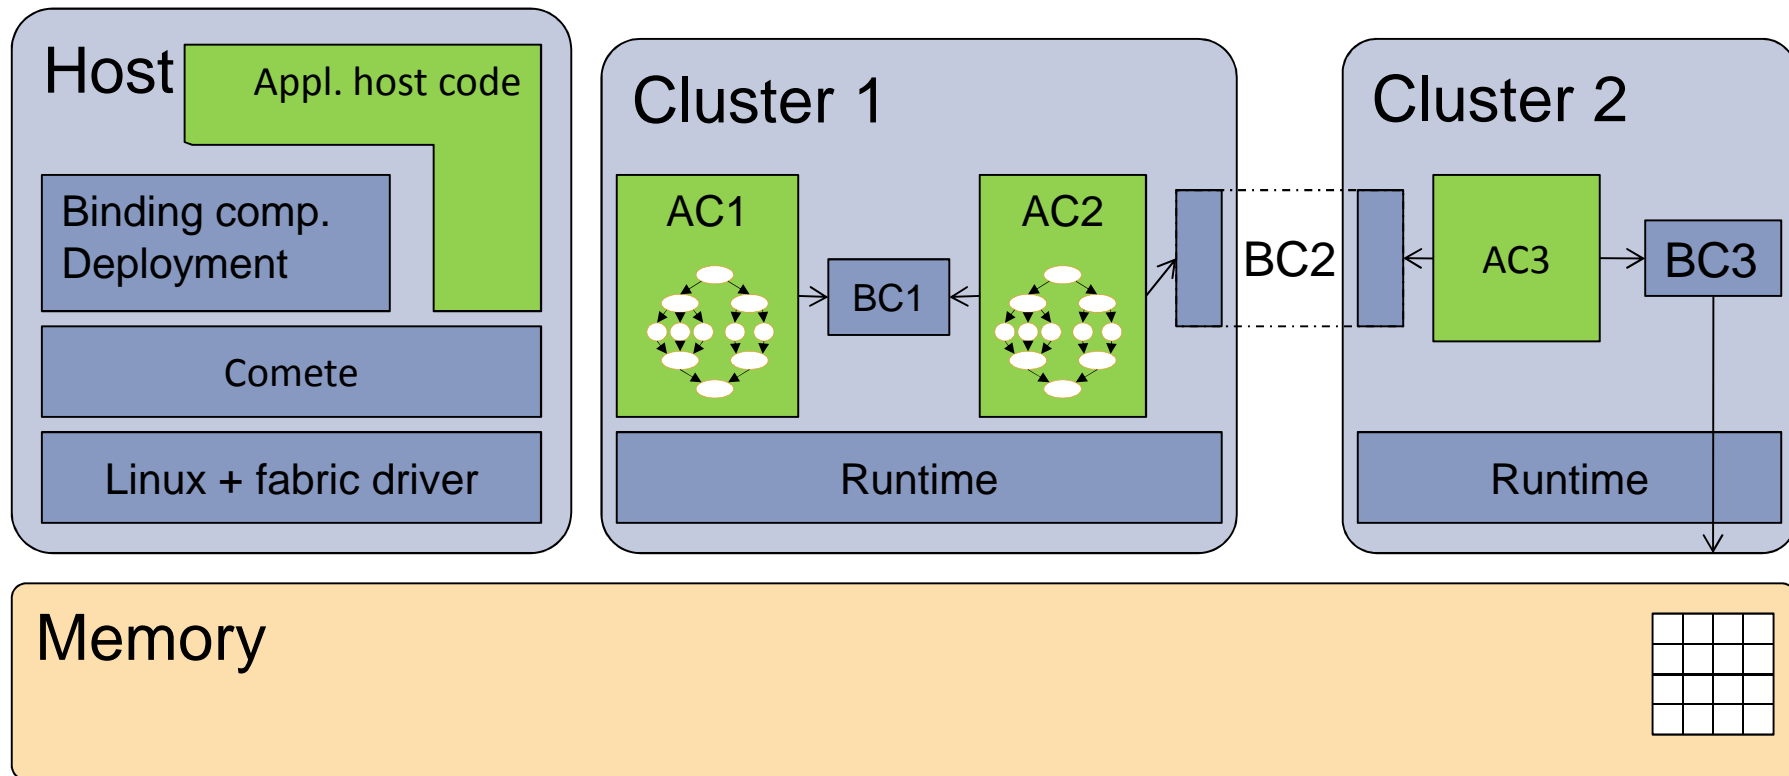 Host
Appl. host code
Binding comp.
Deployment
Comete
Linux + fabric driver
Cluster 1
AC1
BC1
AC2
Runtime
BC2
Cluster 2
AC3
BC3
Runtime
Memory